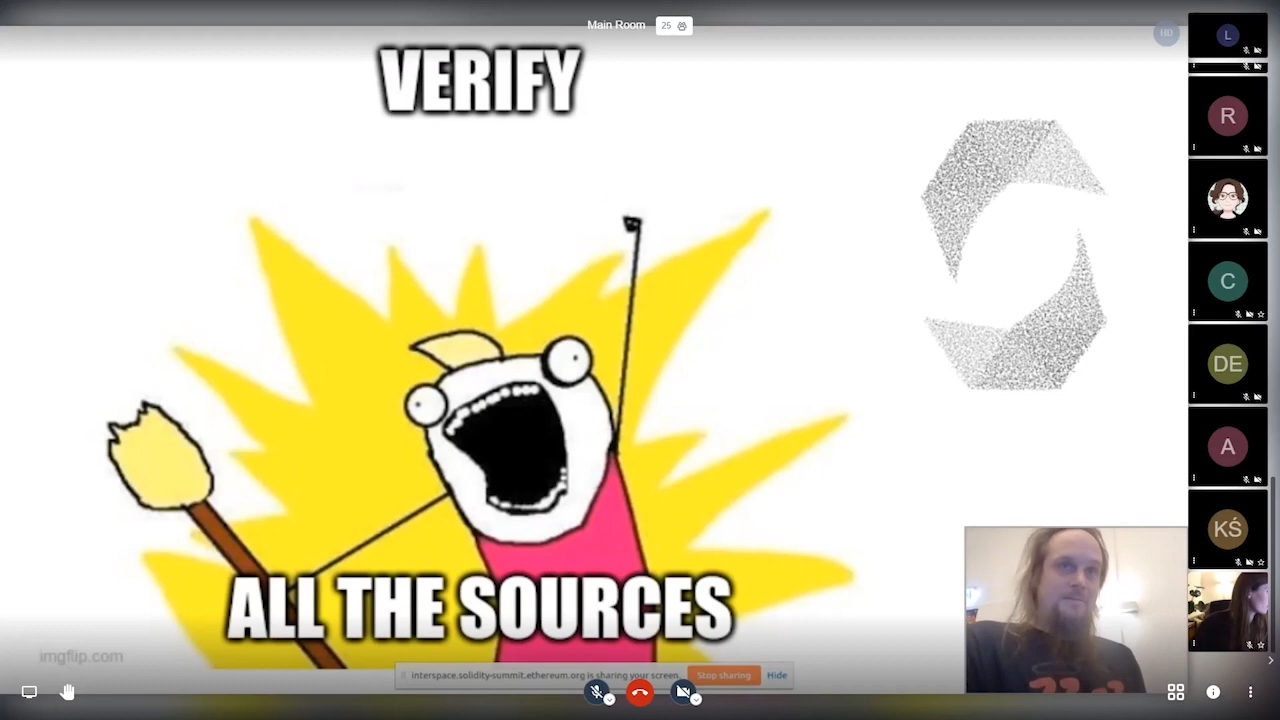 Main Room
25
HD
L
VERIFY
R
C
DE
A
KŚ
ALL THE SOURCES
imgflip.com
interspace.solidity-summit.ethereum.org is sharing your screen.
Stop sharing
Hide